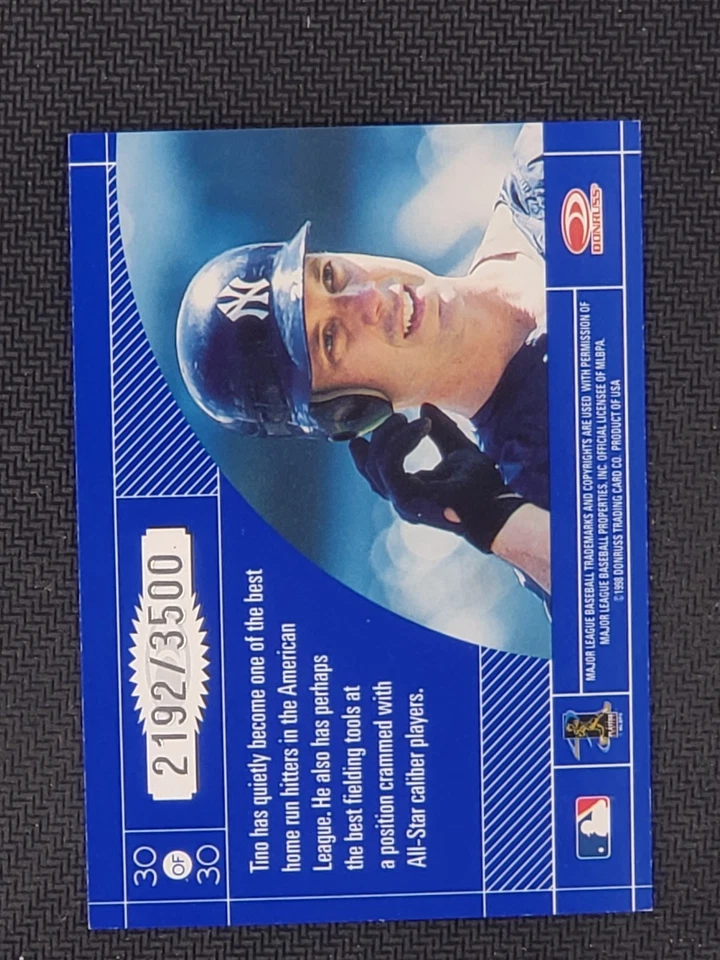 30
OF
30
2192/3500
Tino has quietly become one of the best
home run hitters in the American
League. He also has perhaps
the best fielding tools at
a position crammed with
All-Star caliber players.
NY
MAJOR LEAGUE BASEBALL TRADEMARKS AND COPYRIGHTS ARE USED WITH PERMISSION OF
MAJOR LEAGUE BASEBALL PROPERTIES, INC. OFFICIAL LICENSEE OF MLBPA.
©1998 DONRUSS TRADING CARD CO. PRODUCT OF USA
DONRUSS